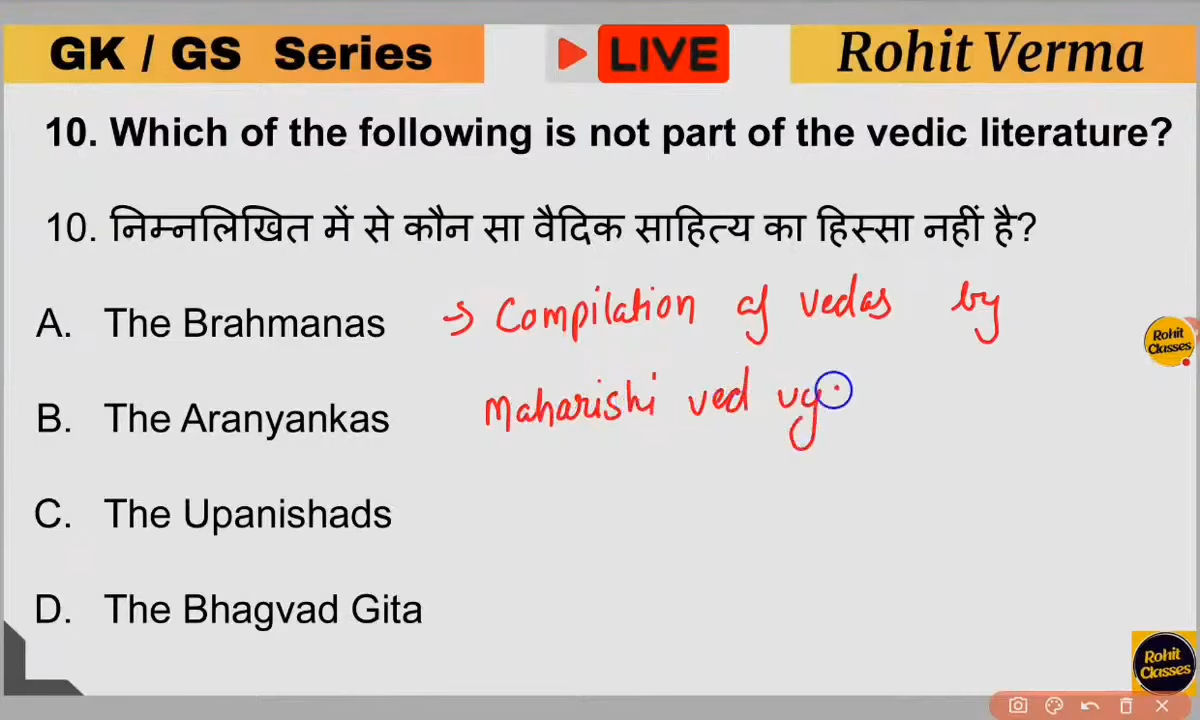 GK / GS Series
LIVE
Rohit Verma
10. Which of the following is not part of the vedic literature?
10. निम्नलिखित में से कौन सा वैदिक साहित्य का हिस्सा नहीं है?
A. The Brahmanas
→ Compilation of vedas by
Maharishi ved vy
B. The Aranyankas
C. The Upanishads
D. The Bhagvad Gita
Rohit
Classes
Rohit
Classes